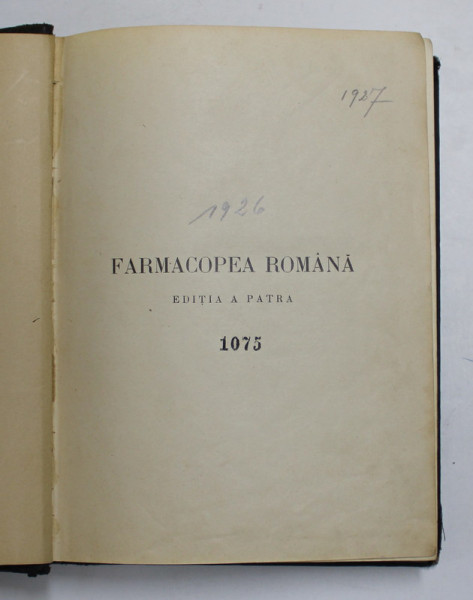 1927
1926
FARMACOPEA ROMÂNĂ
EDIȚIA A PATRA
1075